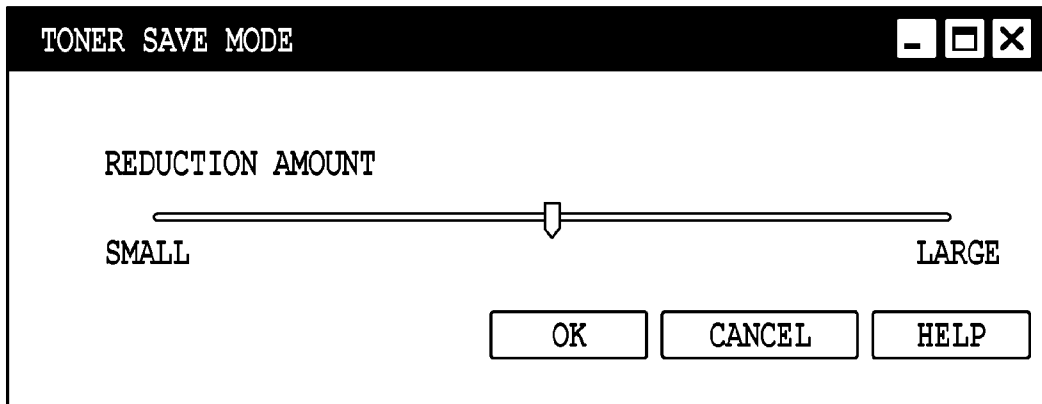 TONER SAVE MODE
REDUCTION AMOUNT
SMALL LARGE
OK CANCEL HELP